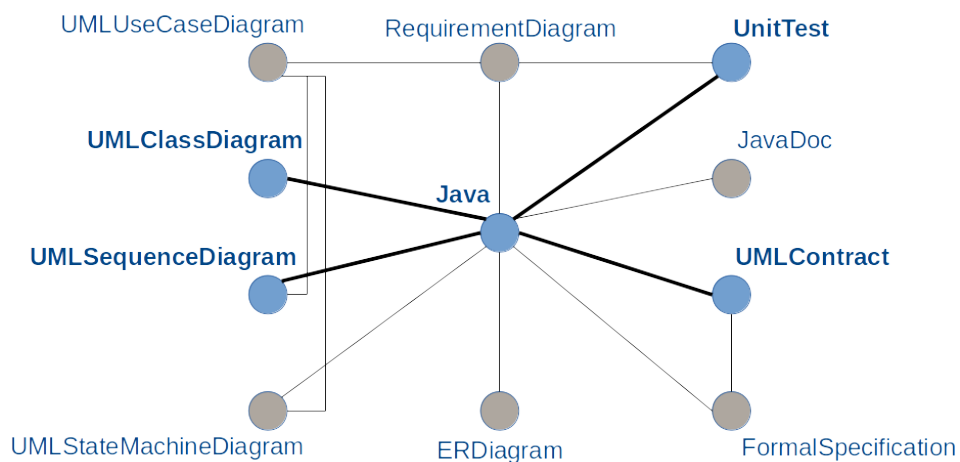 UMLUseCaseDiagram
RequirementDiagram
UnitTest
UMLClassDiagram
JavaDoc
Java
UMLSequenceDiagram
UMLContract
UMLStateMachineDiagram
ERDiagram
FormalSpecification